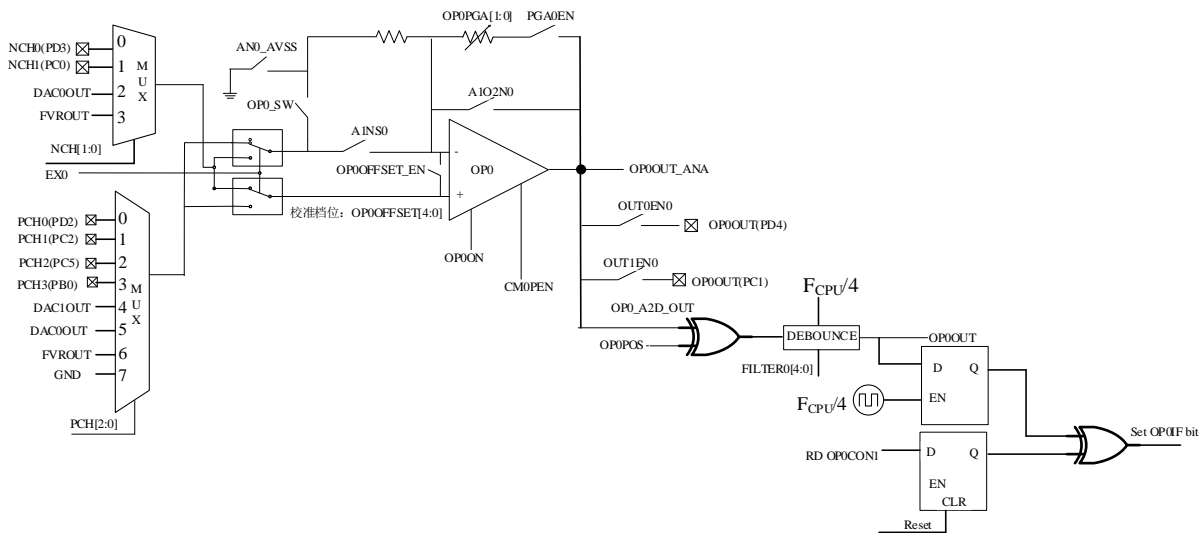 OP0PGA[1:0]
PGA0EN
AN0_AVSS
OP0_SW
A1O2N0
A1NS0
NCH0(PD3)
NCH1(PC0)
DAC0OUT
FVROUT
0
1
2
3
M
U
X
NCH[1:0]
EX0
OP0OFFSET_EN
-
+
OP0
OP0OUT_ANA
校准档位：OP0OFFSET[4:0]
OP0ON
CM0PEN
OUT0EN0
OP0OUT(PD4)
OUT1EN0
OP0OUT(PC1)
PCH0(PD2)
PCH1(PC2)
PCH2(PC5)
PCH3(PB0)
DAC1OUT
DAC0OUT
FVROUT
GND
0
1
2
3
4
5
6
7
M
U
X
PCH[2:0]
OP0_A2D_OUT
OP0POS
FCPU/4
DEBOUNCE
FILTER0[4:0]
OP0OUT
D Q
EN
FCPU/4
RD OP0CON1
D Q
EN
CLR
Reset
Set OP0IF bit